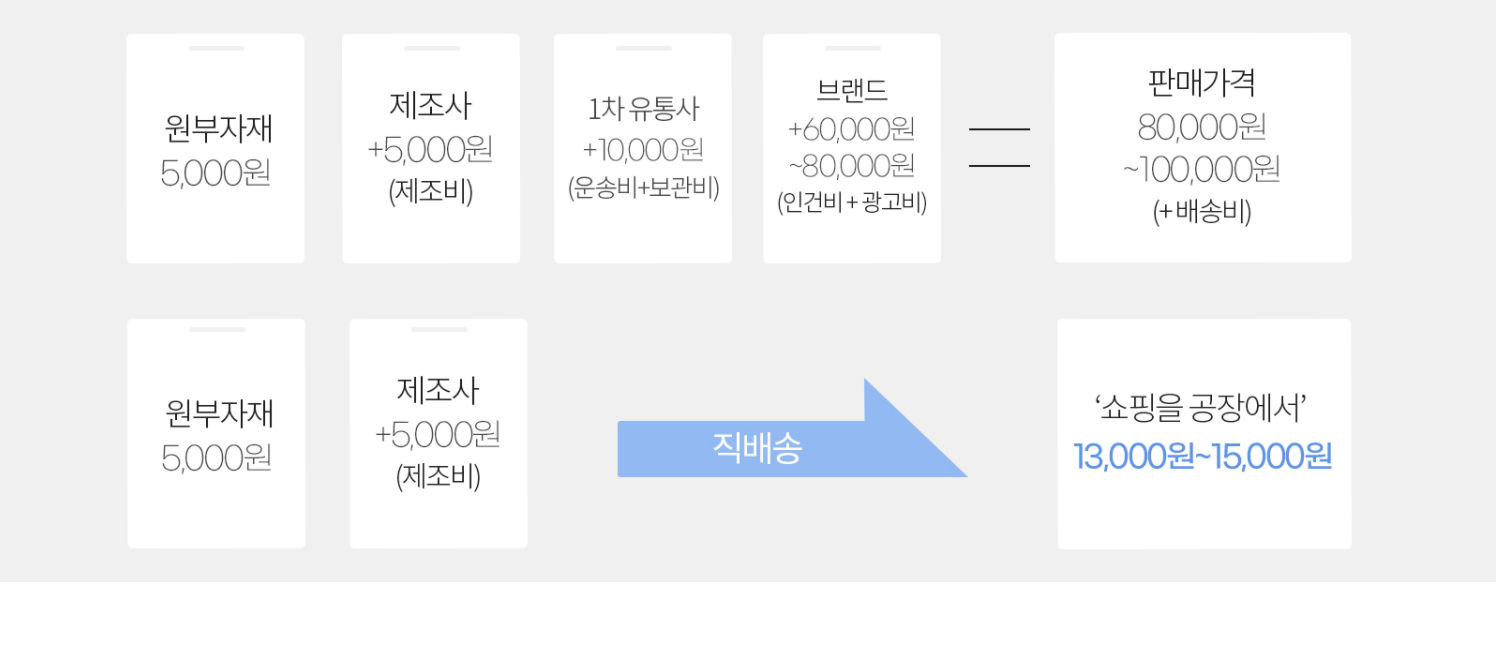 원부자재
5,000원
제조사
+5,000원
(제조비)
1차 유통사
+10,000원
(운송비+보관비)
브랜드
+60,000원
~80,000원
(인건비 + 광고비)
판매가격
80,000원
~100,000원
(+ 배송비)
원부자재
5,000원
제조사
+5,000원
(제조비)
직배송
‘쇼핑을 공장에서’
13,000원~15,000원